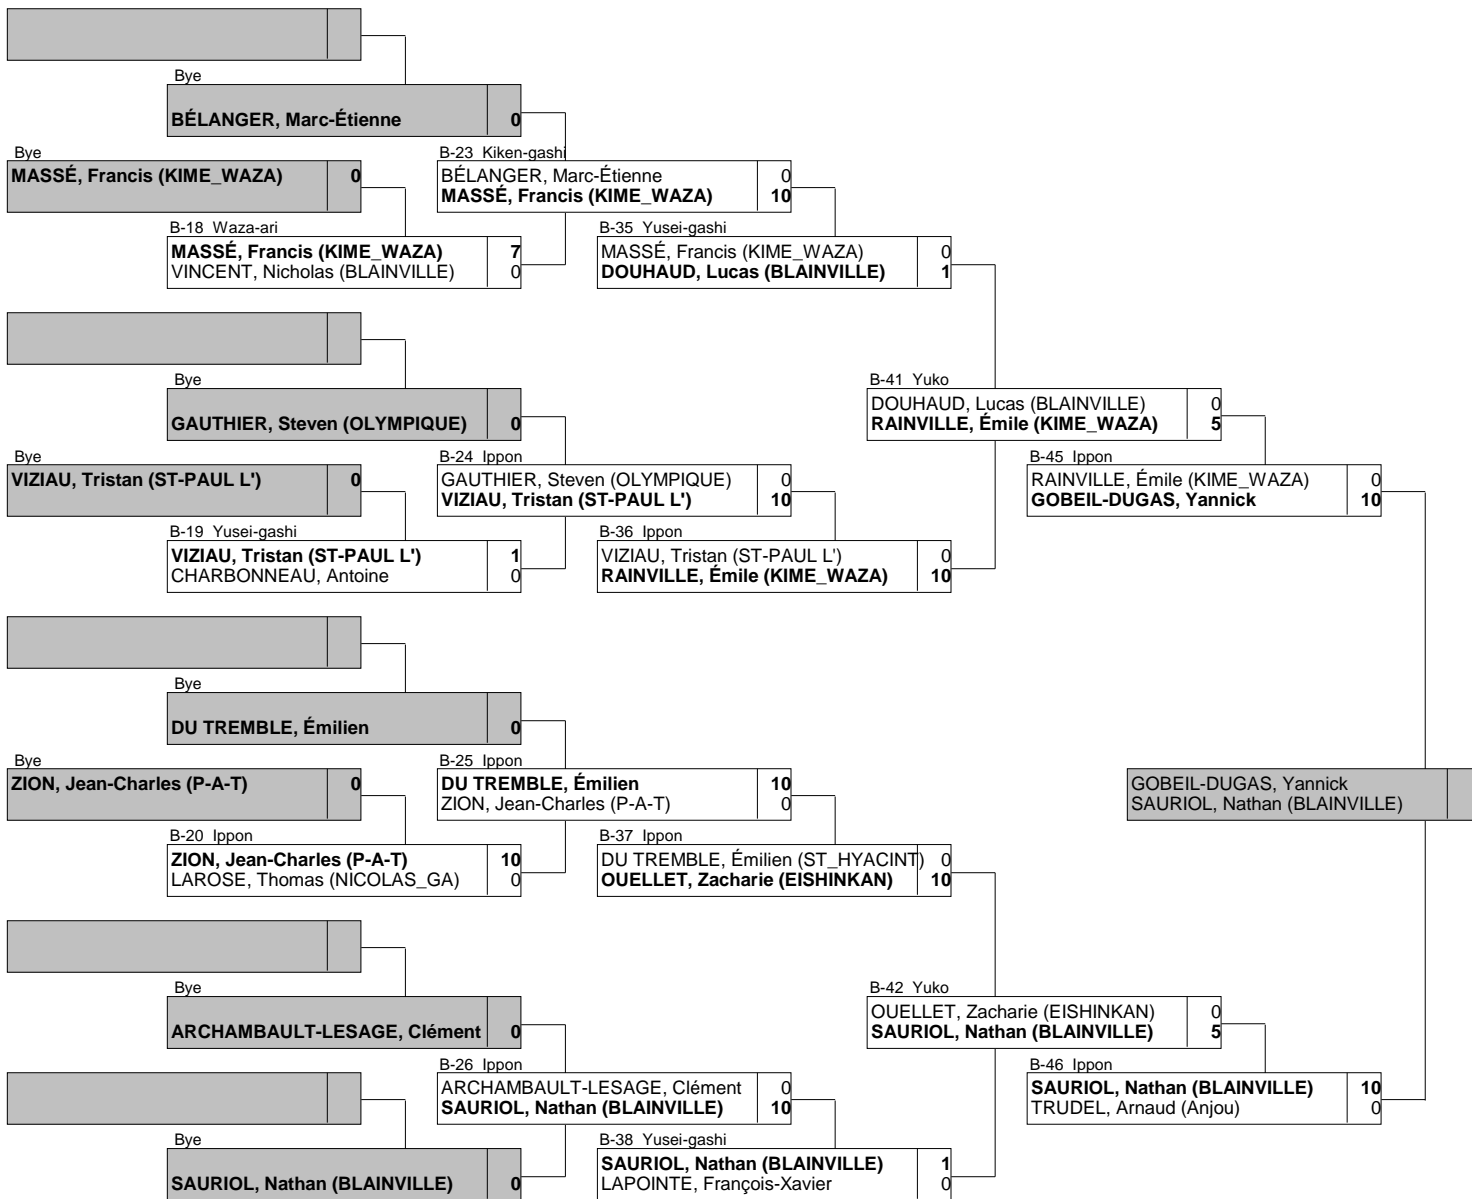 Bye
BÉLANGER, Marc-Étienne 0
Bye
MASSÉ, Francis (KIME_WAZA) 0
B-23 Kiken-gashi
BÉLANGER, Marc-Étienne 0
MASSÉ, Francis (KIME_WAZA) 10
B-18 Waza-ari
MASSÉ, Francis (KIME_WAZA) 7
VINCENT, Nicholas (BLAINVILLE) 0
B-35 Yusei-gashi
MASSÉ, Francis (KIME_WAZA) 0
DOUHAUD, Lucas (BLAINVILLE) 1
Bye
GAUTHIER, Steven (OLYMPIQUE) 0
B-41 Yuko
DOUHAUD, Lucas (BLAINVILLE) 0
RAINVILLE, Émile (KIME_WAZA) 5
Bye
VIZIAU, Tristan (ST-PAUL L') 0
B-24 Ippon
GAUTHIER, Steven (OLYMPIQUE) 0
VIZIAU, Tristan (ST-PAUL L') 10
B-45 Ippon
RAINVILLE, Émile (KIME_WAZA) 0
GOBEIL-DUGAS, Yannick 10
B-19 Yusei-gashi
VIZIAU, Tristan (ST-PAUL L') 1
CHARBONNEAU, Antoine 0
B-36 Ippon
VIZIAU, Tristan (ST-PAUL L') 0
RAINVILLE, Émile (KIME_WAZA) 10
Bye
DU TREMBLE, Émilien 0
Bye
ZION, Jean-Charles (P-A-T) 0
B-25 Ippon
DU TREMBLE, Émilien 10
ZION, Jean-Charles (P-A-T) 0
GOBEIL-DUGAS, Yannick
SAURIOL, Nathan (BLAINVILLE)
B-20 Ippon
ZION, Jean-Charles (P-A-T) 10
LAROSE, Thomas (NICOLAS_GA) 0
B-37 Ippon
DU TREMBLE, Émilien (ST_HYACINT) 0
OUELLET, Zacharie (EISHINKAN) 10
Bye
ARCHAMBAULT-LESAGE, Clément 0
B-42 Yuko
OUELLET, Zacharie (EISHINKAN) 0
SAURIOL, Nathan (BLAINVILLE) 5
B-26 Ippon
ARCHAMBAULT-LESAGE, Clément 0
SAURIOL, Nathan (BLAINVILLE) 10
B-46 Ippon
SAURIOL, Nathan (BLAINVILLE) 10
TRUDEL, Arnaud (Anjou) 0
Bye
SAURIOL, Nathan (BLAINVILLE) 0
B-38 Yusei-gashi
SAURIOL, Nathan (BLAINVILLE) 1
LAPOINTE, François-Xavier 0